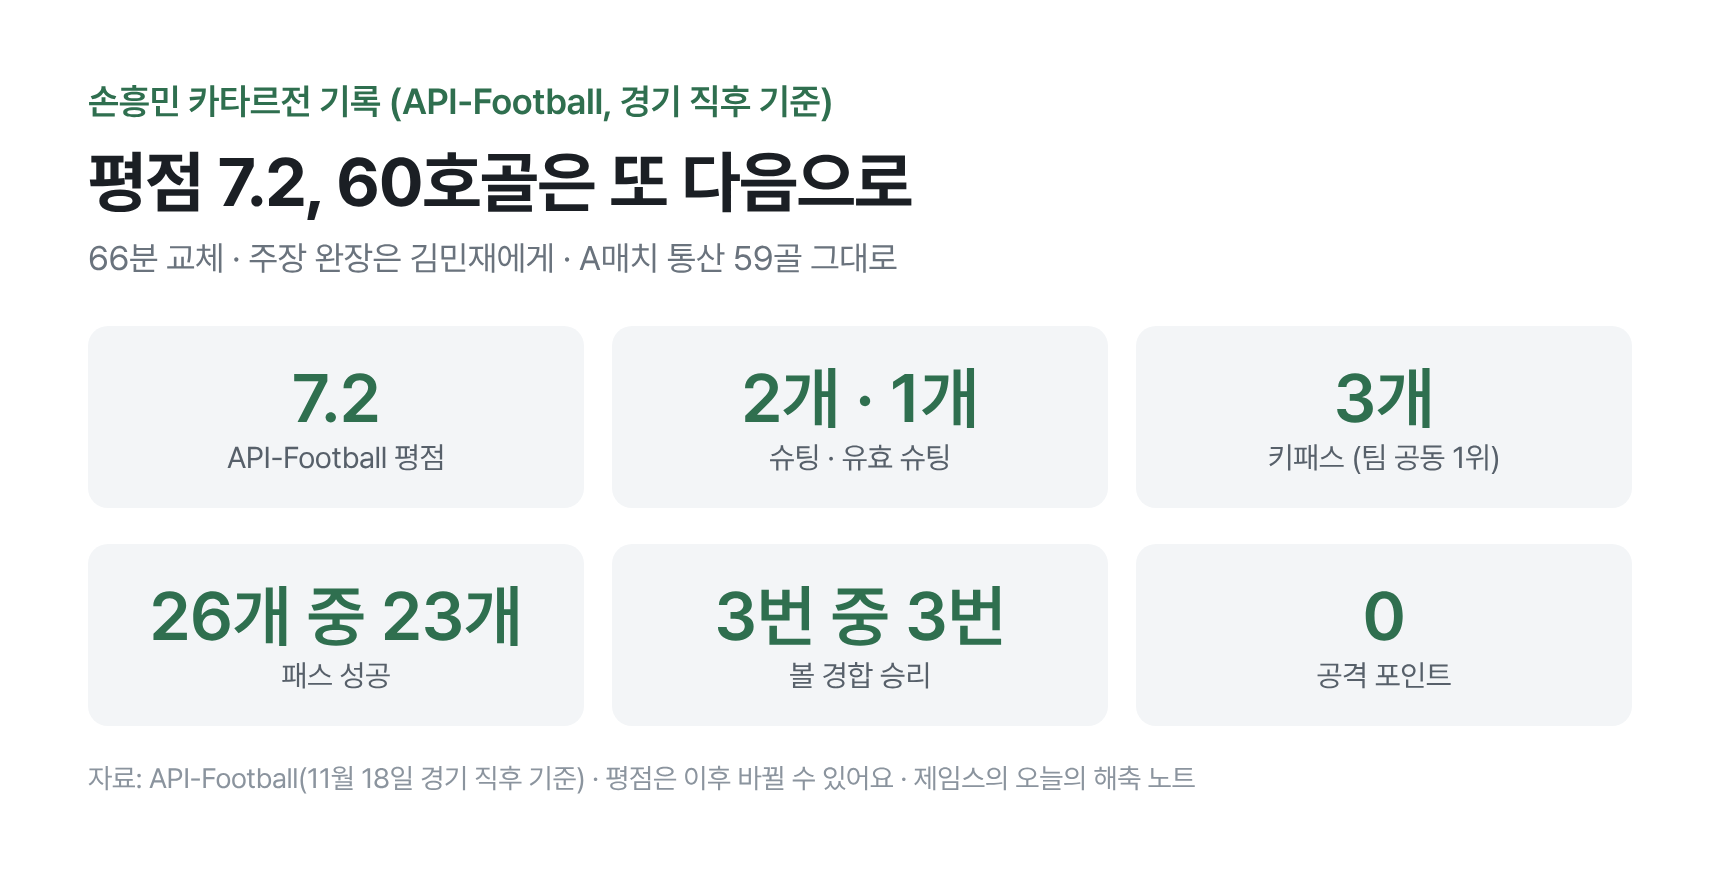 손흥민 카타르전 기록 (API-Football, 경기 직후 기준)
평점 7.2, 60호골은 또 다음으로
66분 교체 · 주장 완장은 김민재에게 · A매치 통산 59골 그대로
7.2
API-Football 평점
2개 · 1개
슈팅 · 유효 슈팅
3개
키패스 (팀 공동 1위)
26개 중 23개
패스 성공
3번 중 3번
볼 경합 승리
0
공격 포인트
자료: API-Football(11월 18일 경기 직후 기준) · 평점은 이후 바뀔 수 있어요 · 제임스의 오늘의 해축 노트